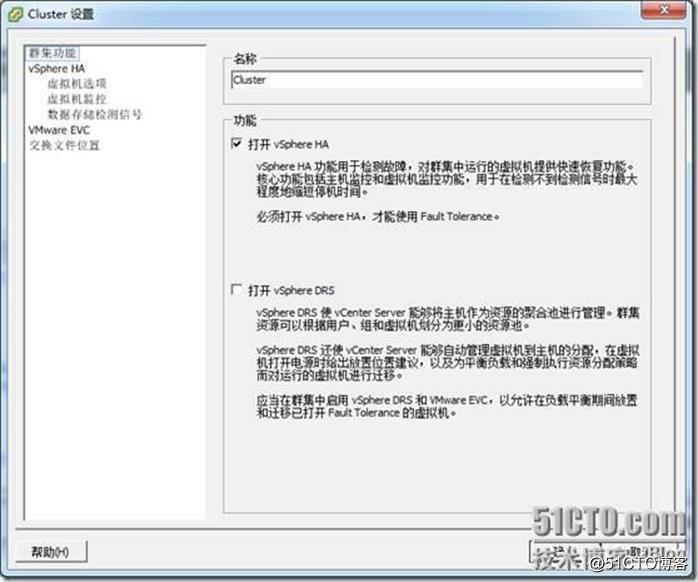 Cluster 设置
群集功能
vSphere HA
虚拟机选项
虚拟机监控
数据存储检测信号
VMware EVC
交换文件位置
名称
Cluster
功能
打开 vSphere HA
vSphere HA 功能用于检测故障，对群集中运行的虚拟机提供快速恢复功能。
核心功能包括主机监控和虚拟机监控功能，用于在检测不到检测信号时最大
程度地缩短停机时间。
必须打开 vSphere HA，才能使用 Fault Tolerance。
打开 vSphere DRS
vSphere DRS 使 vCenter Server 能够将主机作为资源的聚合池进行管理。群集
资源可以根据用户、组和虚拟机划分为更小的资源池。
vSphere DRS 还使 vCenter Server 能够自动管理虚拟机到主机的分配，在虚拟
机打开电源时给出放置位置建议，以及为平衡负载和强制执行资源分配策略
而对运行的虚拟机进行迁移。
应当在群集中启用 vSphere DRS 和 VMware EVC，以允许在负载平衡期间放置
和迁移已打开 Fault Tolerance 的虚拟机。
帮助(H)
51CTO.com
技术博客 Blog
@51CTO博客